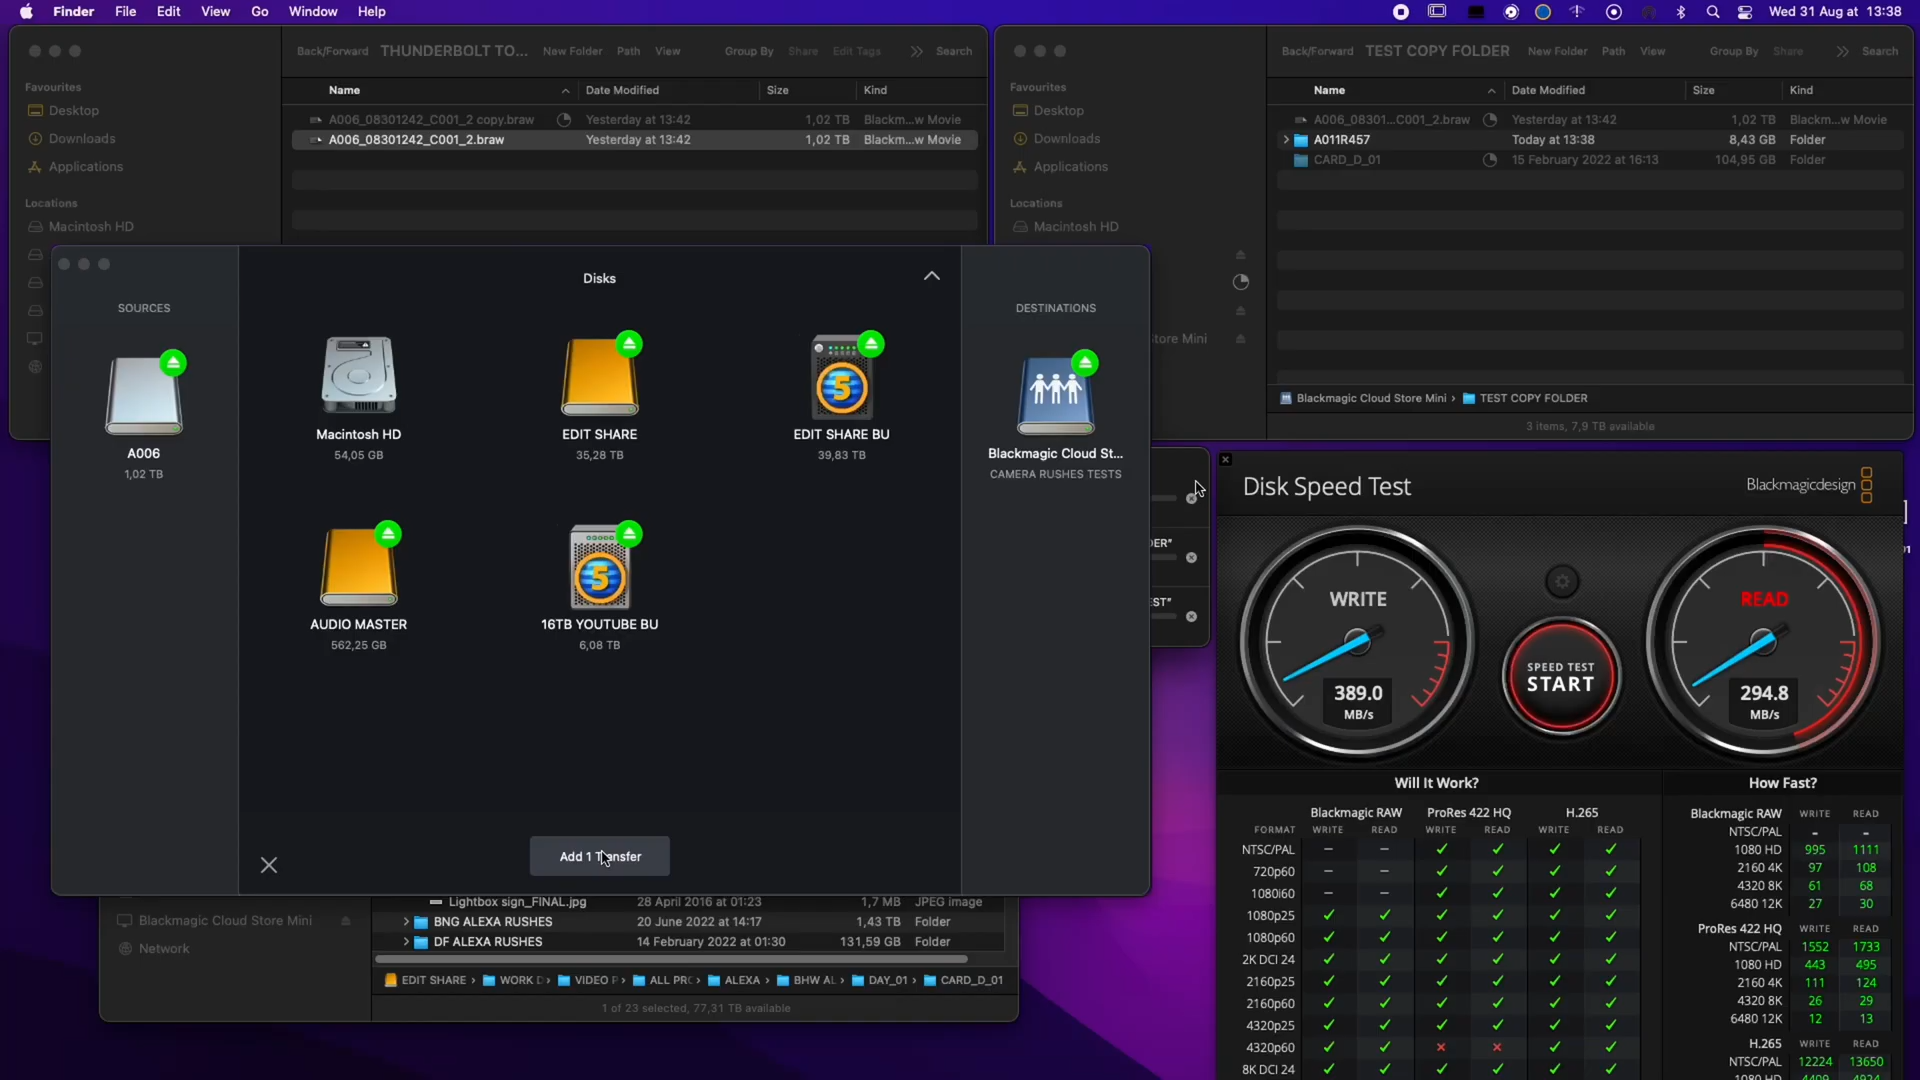 Finder File Edit View Go Window Help Wed 31 Aug at 13:38
Back/Forward THUNDERBOLT TO... New Folder Path View Group By Share Edit Tags Search
Favourites
Desktop
Downloads
Applications
Locations
Macintosh HD
Name Date Modified Size Kind
A006_08301242_C001_2 copy.braw Yesterday at 13:42 1,02 TB Blackm...w Movie
A006_08301242_C001_2.braw Yesterday at 13:42 1,02 TB Blackm...w Movie
Back/Forward TEST COPY FOLDER New Folder Path View Group By Share Search
Favourites
Desktop
Downloads
Applications
Locations
Macintosh HD
tore Mini
Name Date Modified Size Kind
A006_08301...C001_2.braw Yesterday at 13:42 1,02 TB Blackm...w Movie
A011R457 Today at 13:38 8,43 GB Folder
CARD_D_01 15 February 2022 at 16:13 104,95 GB Folder
Blackmagic Cloud Store Mini › TEST COPY FOLDER
3 items, 7,9 TB available
SOURCES
A006
1,02 TB
Disks
Macintosh HD
54,05 GB
EDIT SHARE
35,28 TB
EDIT SHARE BU
39,83 TB
AUDIO MASTER
562,25 GB
16TB YOUTUBE BU
6,08 TB
DESTINATIONS
Blackmagic Cloud St...
CAMERA RUSHES TESTS
Add 1 Transfer
DER"
EST"
Blackmagic Cloud Store Mini
Network
Lightbox sign_FINAL.jpg 28 April 2016 at 01:23 1,7 MB JPEG image
BNG ALEXA RUSHES 20 June 2022 at 14:17 1,43 TB Folder
DF ALEXA RUSHES 14 February 2022 at 01:30 131,59 GB Folder
EDIT SHARE › WORK D › VIDEO P › ALL PRO › ALEXA › BHW AL › DAY_01 › CARD_D_01
1 of 23 selected, 77,31 TB available
Disk Speed Test Blackmagicdesign
WRITE
389.0
MB/s
SPEED TEST
START
READ
294.8
MB/s
Will It Work?
Blackmagic RAW ProRes 422 HQ H.265
FORMAT WRITE READ WRITE READ WRITE READ
NTSC/PAL – – ✓ ✓ ✓ ✓
720p60 – – ✓ ✓ ✓ ✓
1080i60 – – ✓ ✓ ✓ ✓
1080p25 ✓ ✓ ✓ ✓ ✓ ✓
1080p60 ✓ ✓ ✓ ✓ ✓ ✓
2K DCI 24 ✓ ✓ ✓ ✓ ✓ ✓
2160p25 ✓ ✓ ✓ ✓ ✓ ✓
2160p60 ✓ ✓ ✓ ✓ ✓ ✓
4320p25 ✓ ✓ ✓ ✓ ✓ ✓
4320p60 ✓ ✓ × × ✓ ✓
8K DCI 24 ✓ ✓ ✓ ✓ ✓ ✓
How Fast?
Blackmagic RAW WRITE READ
NTSC/PAL - -
1080 HD 995 1111
2160 4K 97 108
4320 8K 61 68
6480 12K 27 30
ProRes 422 HQ WRITE READ
NTSC/PAL 1552 1733
1080 HD 443 495
2160 4K 111 124
4320 8K 26 29
6480 12K 12 13
H.265 WRITE READ
NTSC/PAL 12224 13650
1080 HD 4409 4924